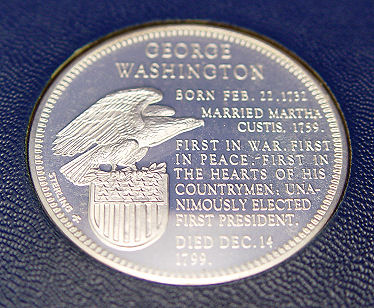 GEORGE
WASHINGTON
BORN FEB. 22, 1732
MARRIED MARTHA
CUSTIS, 1759.
FIRST IN WAR, FIRST
IN PEACE, FIRST IN
THE HEARTS OF HIS
COUNTRYMEN; UNA-
NIMOUSLY ELECTED
FIRST PRESIDENT.
DIED DEC. 14
1799.
STERLING